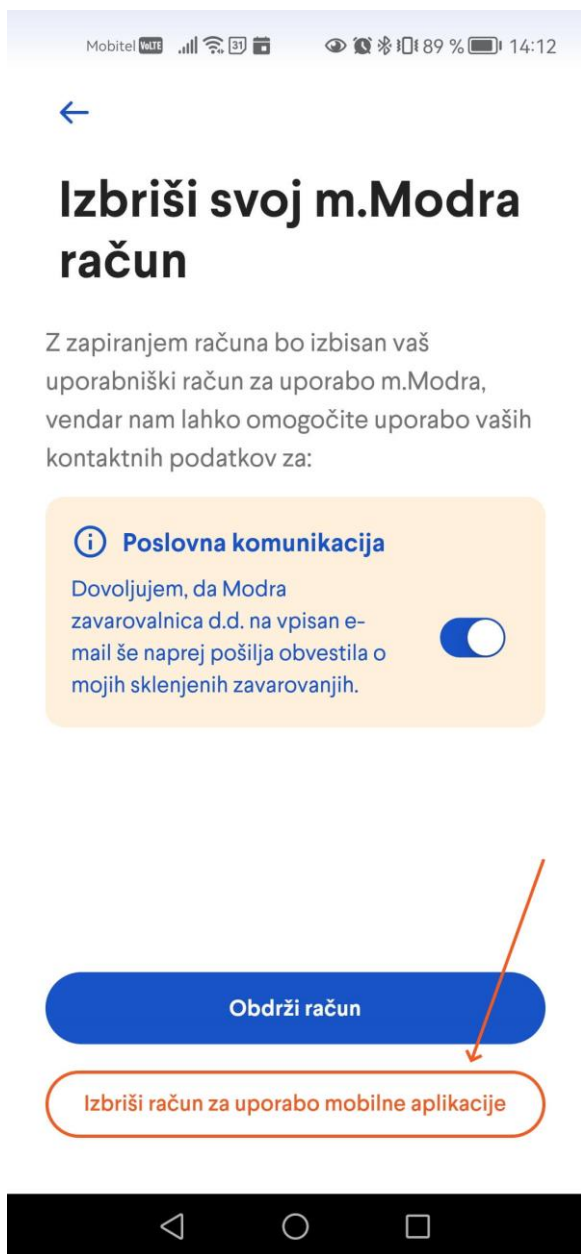 Mobitel VoLTE 31 89 % 14:12
Izbriši svoj m.Modra
račun
Z zapiranjem računa bo izbisan vaš
uporabniški račun za uporabo m.Modra,
vendar nam lahko omogočite uporabo vaših
kontaktnih podatkov za:
Poslovna komunikacija
Dovoljujem, da Modra
zavarovalnica d.d. na vpisan e-
mail še naprej pošilja obvestila o
mojih sklenjenih zavarovanjih.
Obdrži račun
Izbriši račun za uporabo mobilne aplikacije